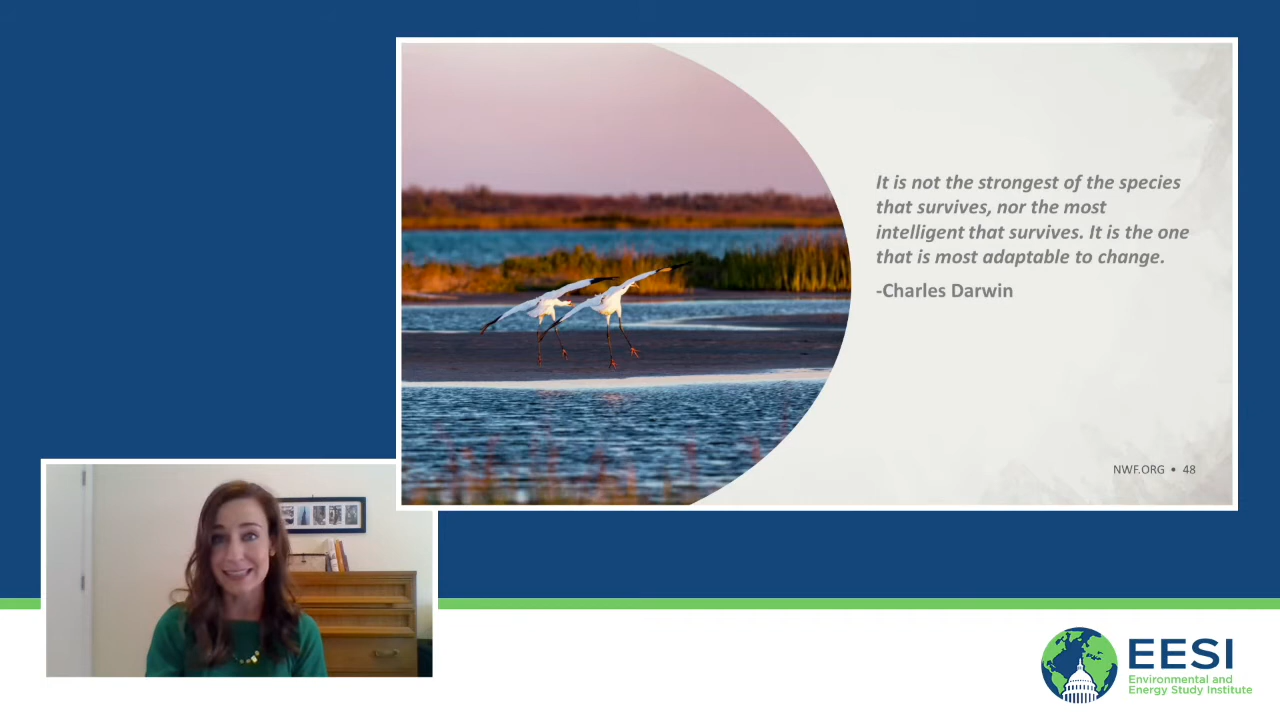 It is not the strongest of the species
that survives, nor the most
intelligent that survives. It is the one
that is most adaptable to change.
-Charles Darwin
NWF.ORG • 48
EESI
Environmental and
Energy Study Institute